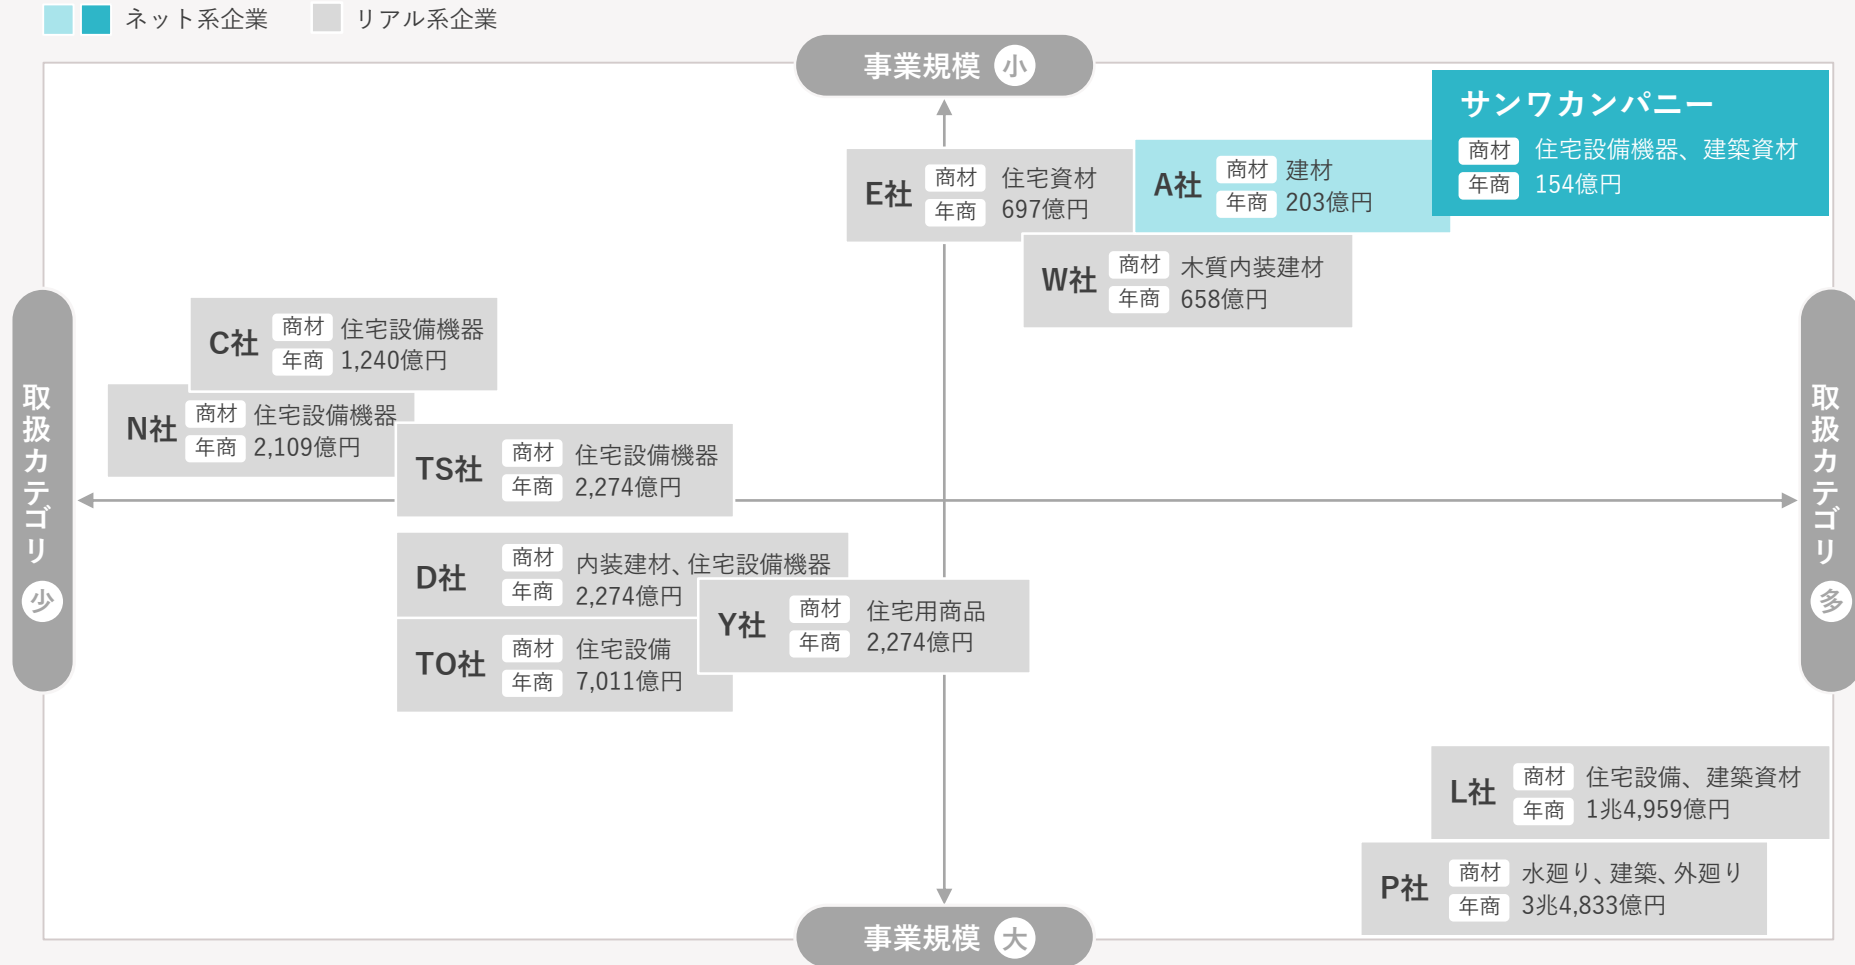 ネット系企業
リアル系企業
事業規模 小
サンワカンパニー
商材 住宅設備機器、建築資材
年商 154億円
A社
商材 建材
年商 203億円
E社
商材 住宅資材
年商 697億円
W社
商材 木質内装建材
年商 658億円
C社
商材 住宅設備機器
年商 1,240億円
N社
商材 住宅設備機器
年商 2,109億円
TS社
商材 住宅設備機器
年商 2,274億円
取扱カテゴリ 少
取扱カテゴリ 多
D社
商材 内装建材、住宅設備機器
年商 2,274億円
Y社
商材 住宅用商品
年商 2,274億円
TO社
商材 住宅設備
年商 7,011億円
L社
商材 住宅設備、建築資材
年商 1兆4,959億円
P社
商材 水廻り、建築、外廻り
年商 3兆4,833億円
事業規模 大